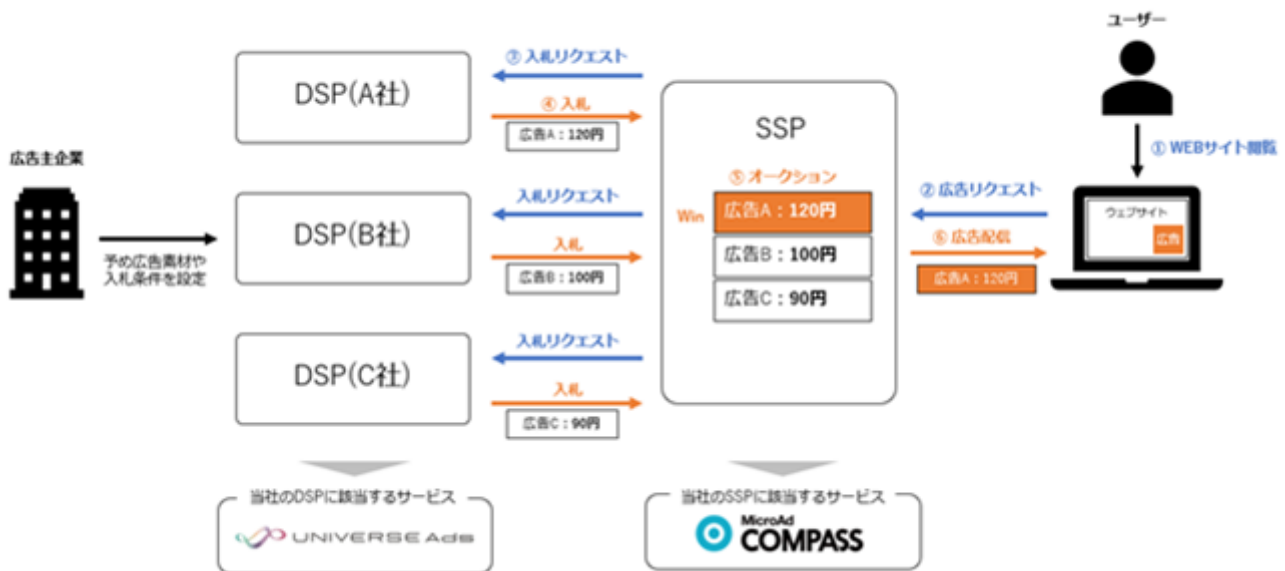 ユーザー
① WEBサイト閲覧
広告主企業
予め広告素材や
入札条件を設定
DSP(A社)
③ 入札リクエスト
④ 入札
広告A：120円
DSP(B社)
入札リクエスト
入札
広告B：100円
DSP(C社)
入札リクエスト
入札
広告C：90円
SSP
⑤ オークション
Win
広告A：120円
広告B：100円
広告C：90円
② 広告リクエスト
⑥ 広告配信
広告A：120円
ウェブサイト
広告
当社のDSPに該当するサービス
UNIVERSE Ads
当社のSSPに該当するサービス
MicroAd
COMPASS